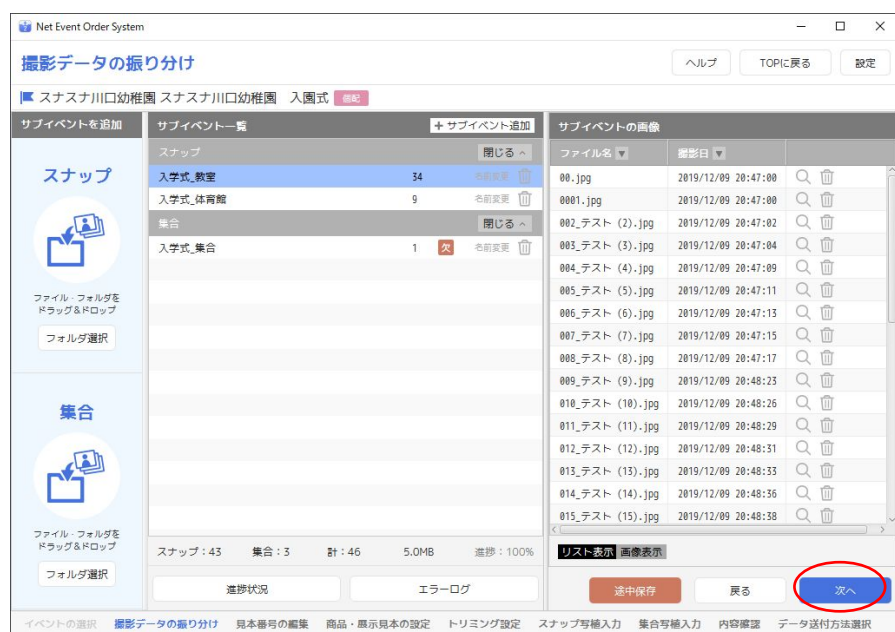 Net Event Order System
撮影データの振り分け
ヘルプ TOPに戻る 設定
スナスナ川口幼稚園 スナスナ川口幼稚園 入園式 個配
サブイベントを追加
スナップ
ファイル・フォルダを
ドラッグ&ドロップ
フォルダ選択
集合
ファイル・フォルダを
ドラッグ&ドロップ
フォルダ選択
サブイベント一覧 +サブイベント追加
スナップ 閉じる
入学式_教室 34 名前変更
入学式_体育館 9 名前変更
集合 閉じる
入学式_集合 1 欠 名前変更
スナップ:43 集合:3 計:46 5.0MB 進捗:100%
進捗状況 エラーログ
サブイベントの画像
ファイル名 ▼ 撮影日 ▼
00.jpg 2019/12/09 20:47:00
0001.jpg 2019/12/09 20:47:00
002_テスト (2).jpg 2019/12/09 20:47:02
003_テスト (3).jpg 2019/12/09 20:47:04
004_テスト (4).jpg 2019/12/09 20:47:09
005_テスト (5).jpg 2019/12/09 20:47:11
006_テスト (6).jpg 2019/12/09 20:47:13
007_テスト (7).jpg 2019/12/09 20:47:15
008_テスト (8).jpg 2019/12/09 20:47:17
009_テスト (9).jpg 2019/12/09 20:48:23
010_テスト (10).jpg 2019/12/09 20:48:26
011_テスト (11).jpg 2019/12/09 20:48:29
012_テスト (12).jpg 2019/12/09 20:48:31
013_テスト (13).jpg 2019/12/09 20:48:33
014_テスト (14).jpg 2019/12/09 20:48:36
015_テスト (15).jpg 2019/12/09 20:48:38
リスト表示 画像表示
途中保存 戻る 次へ
イベントの選択 撮影データの振り分け 見本番号の編集 商品・展示見本の設定 トリミング設定 スナップ写植入力 集合写植入力 内容確認 データ送付方法選択